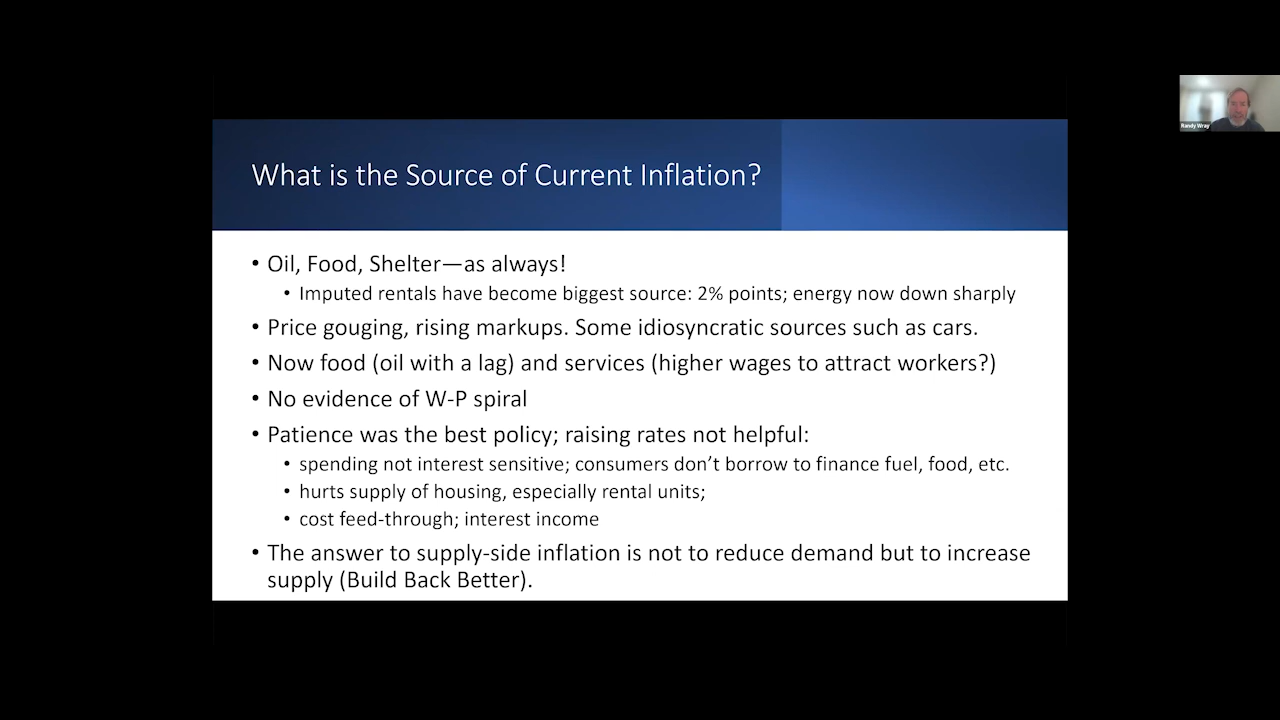 What is the Source of Current Inflation?
Randy Wray
• Oil, Food, Shelter—as always!
• Imputed rentals have become biggest source: 2% points; energy now down sharply
• Price gouging, rising markups. Some idiosyncratic sources such as cars.
• Now food (oil with a lag) and services (higher wages to attract workers?)
• No evidence of W-P spiral
• Patience was the best policy; raising rates not helpful:
• spending not interest sensitive; consumers don’t borrow to finance fuel, food, etc.
• hurts supply of housing, especially rental units;
• cost feed-through; interest income
• The answer to supply-side inflation is not to reduce demand but to increase
supply (Build Back Better).